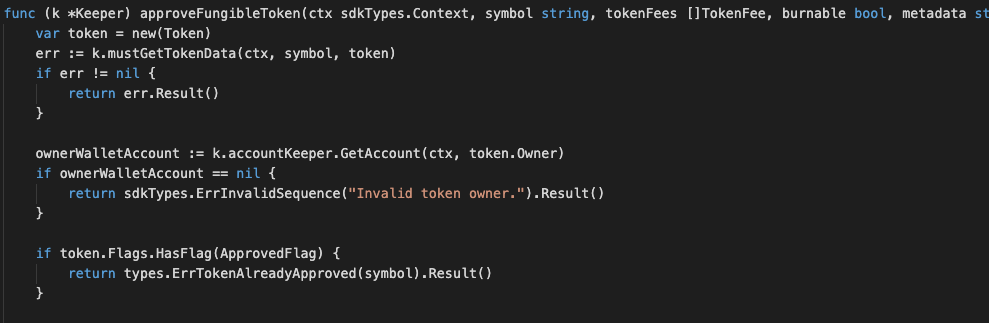 func (k *Keeper) approveFungibleToken(ctx sdkTypes.Context, symbol string, tokenFees []TokenFee, burnable bool, metadata st
    var token = new(Token)
    err := k.mustGetTokenData(ctx, symbol, token)
    if err != nil {
        return err.Result()
    }

    ownerWalletAccount := k.accountKeeper.GetAccount(ctx, token.Owner)
    if ownerWalletAccount == nil {
        return sdkTypes.ErrInvalidSequence("Invalid token owner.").Result()
    }

    if token.Flags.HasFlag(ApprovedFlag) {
        return types.ErrTokenAlreadyApproved(symbol).Result()
    }